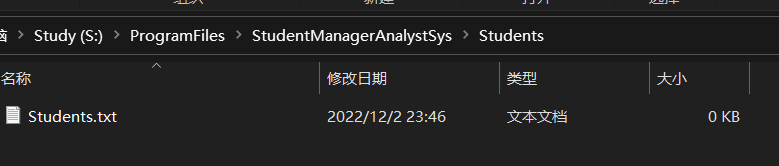 脑 > Study (S:) > ProgramFiles > StudentManagerAnalystSys > Students
名称 修改日期 类型 大小
Students.txt 2022/12/2 23:46 文本文档 0 KB